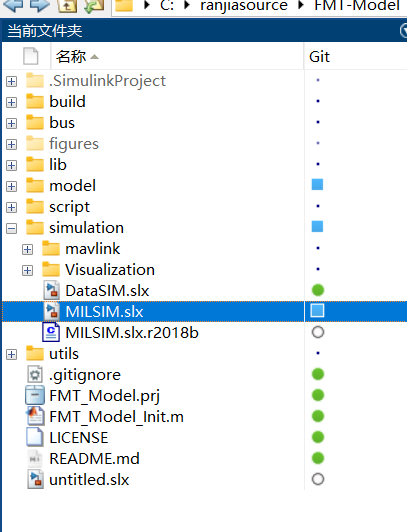 C: ranjiasource FMT-Model
当前文件夹
名称 Git
.SimulinkProject
build
bus
figures
lib
model
script
simulation
mavlink
Visualization
DataSIM.slx
MILSIM.slx
MILSIM.slx.r2018b
utils
.gitignore
FMT_Model.prj
FMT_Model_Init.m
LICENSE
README.md
untitled.slx